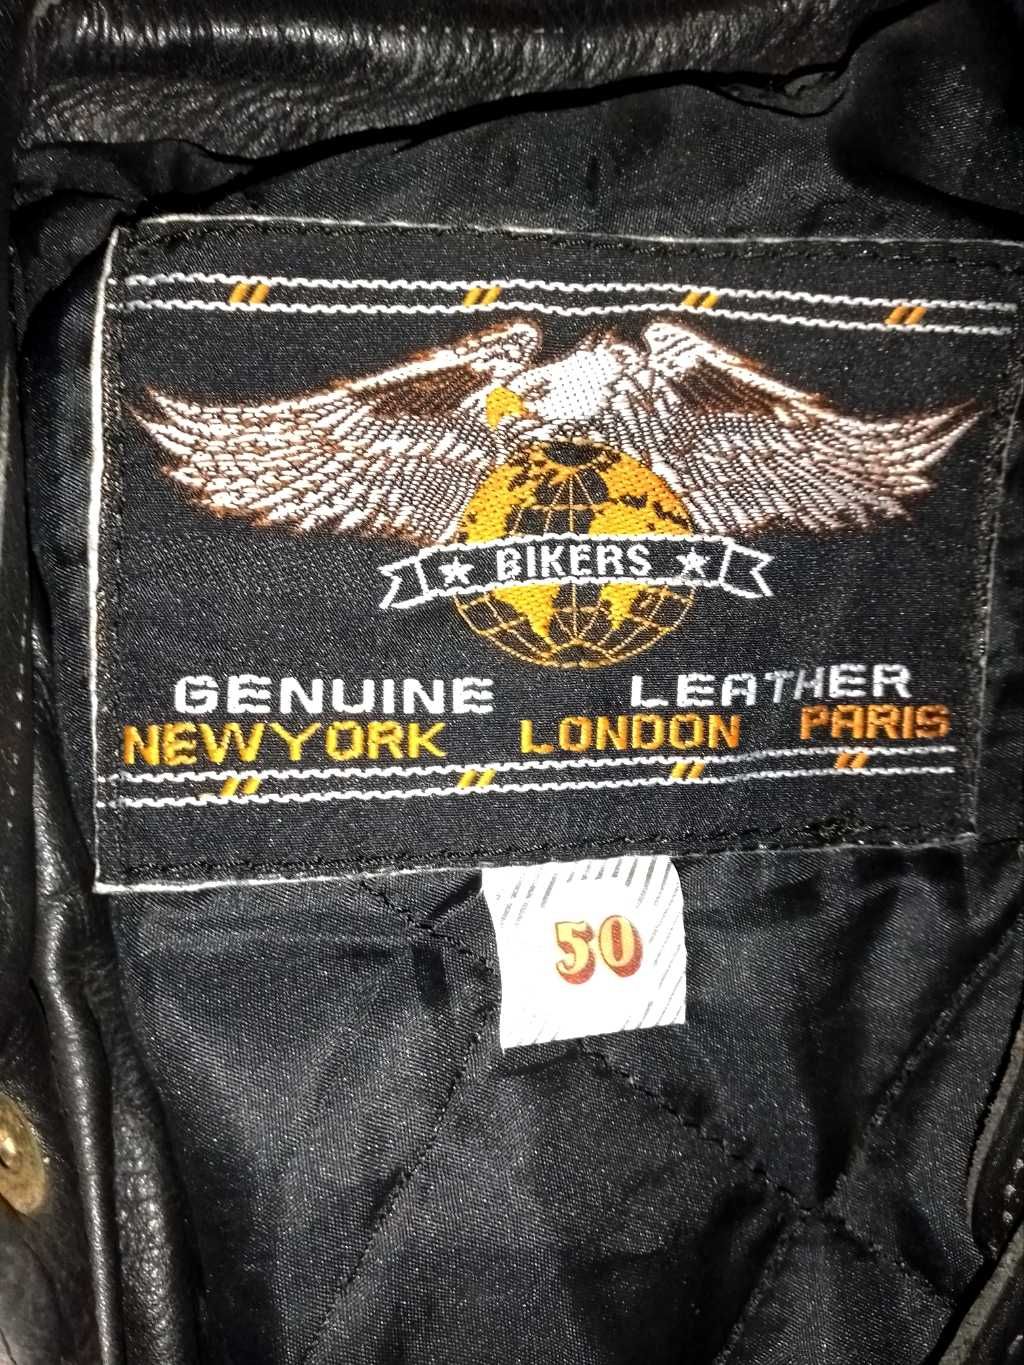 ★ BIKERS ★
GENUINE LEATHER
NEWYORK LONDON PARIS
50